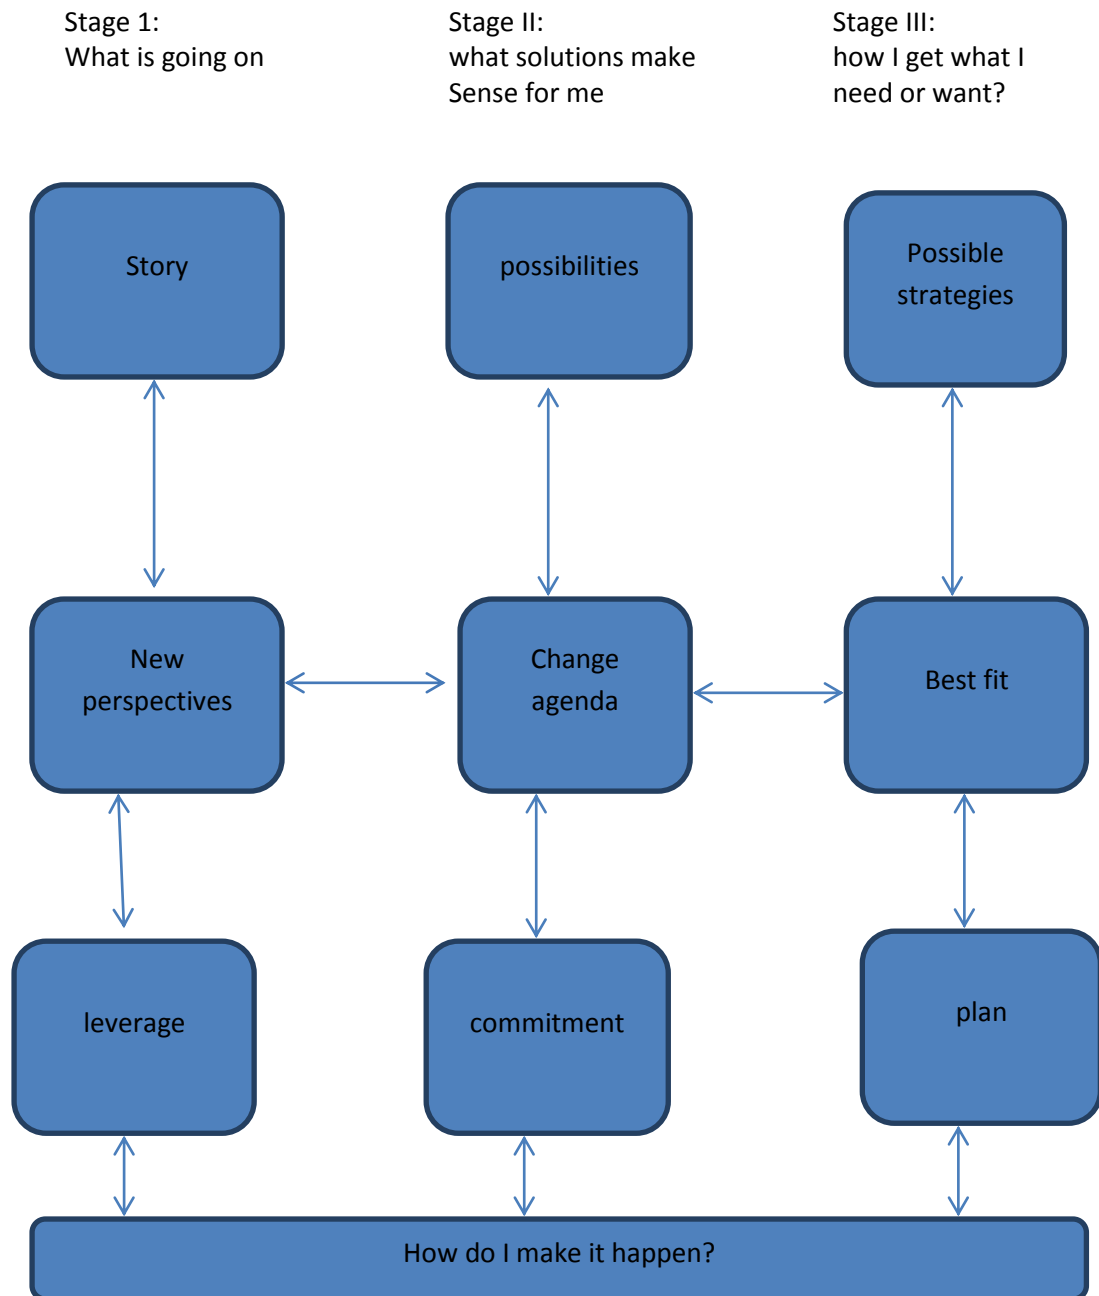 Stage 1:
What is going on
Stage II:
what solutions make
Sense for me
Stage III:
how I get what I
need or want?
Story
possibilities
Possible
strategies
New
perspectives
Change
agenda
Best fit
leverage
commitment
plan
How do I make it happen?